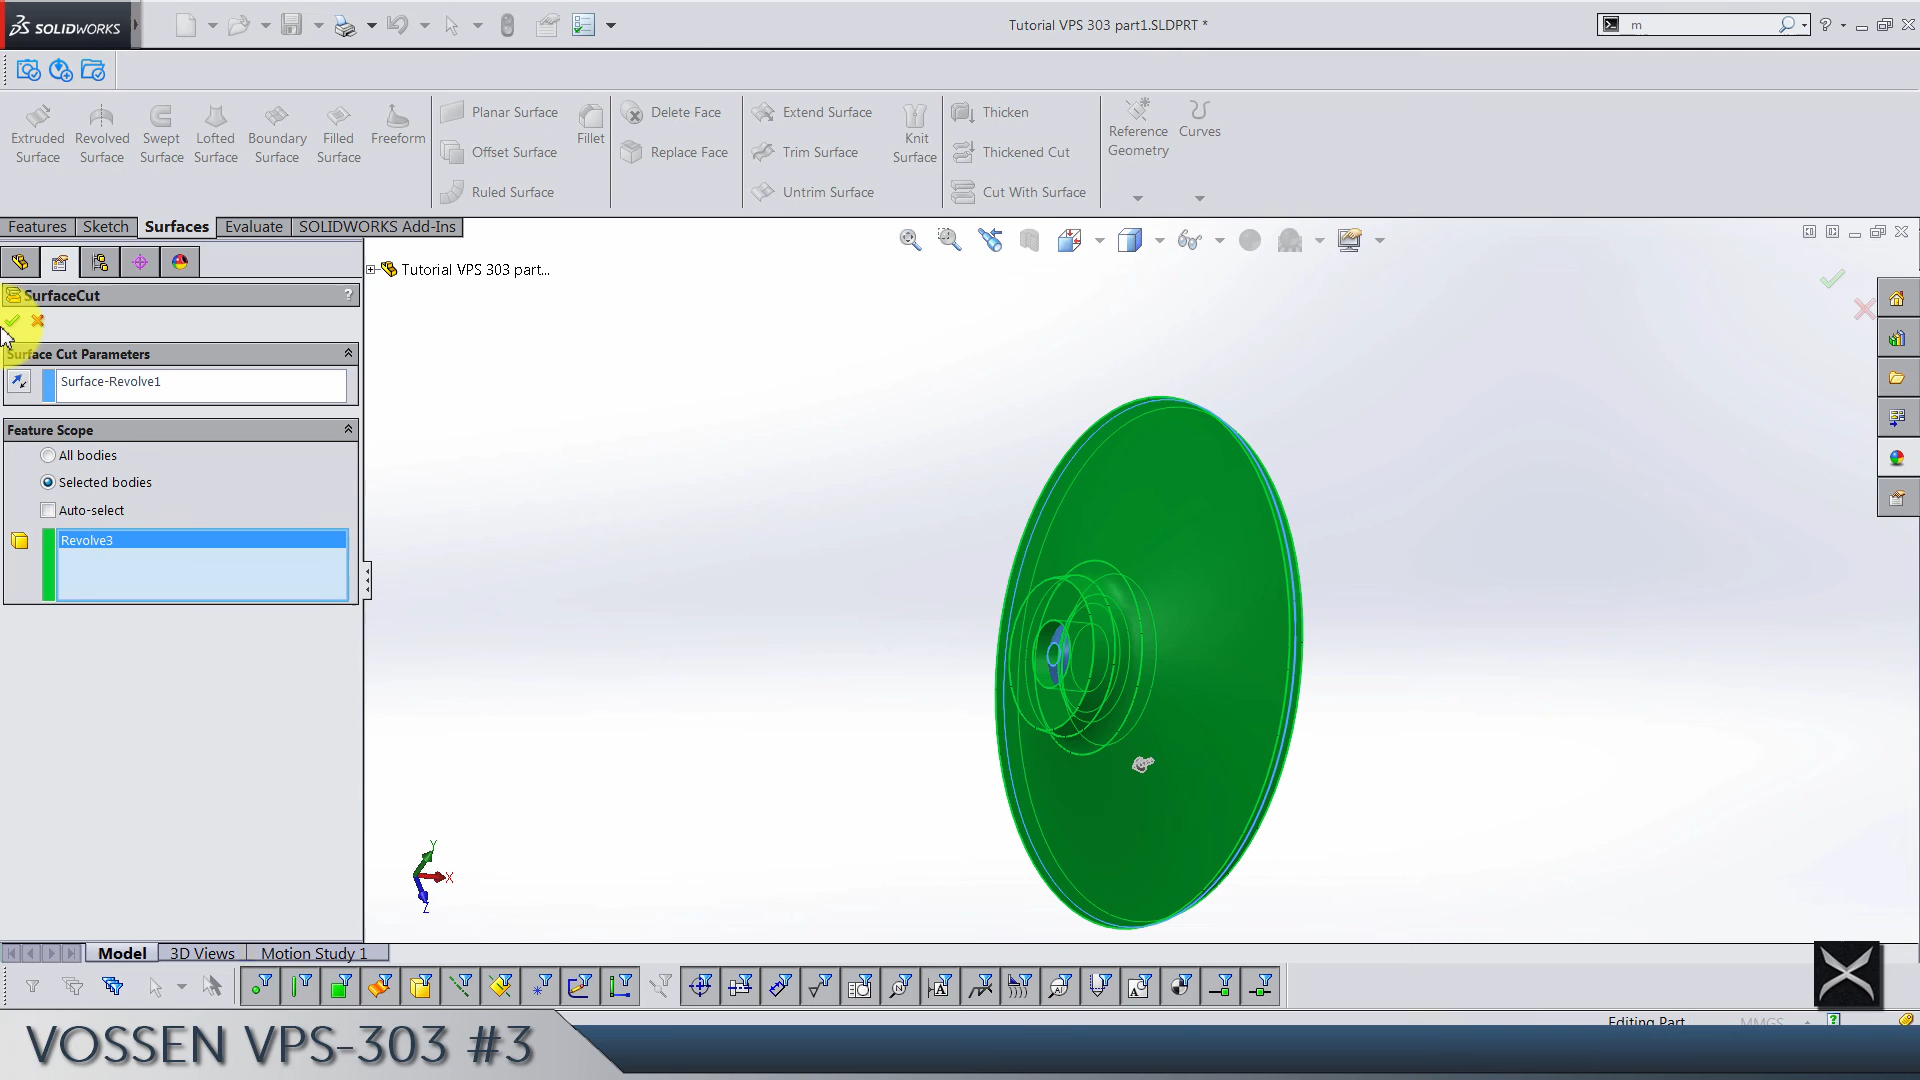 SOLIDWORKS
Tutorial VPS 303 part1.SLDPRT *
m
?
Extruded Surface
Revolved Surface
Swept Surface
Lofted Surface
Boundary Surface
Filled Surface
Freeform
Planar Surface
Offset Surface
Ruled Surface
Fillet
Delete Face
Replace Face
Extend Surface
Trim Surface
Untrim Surface
Knit Surface
Thicken
Thickened Cut
Cut With Surface
Reference Geometry
Curves
Features
Sketch
Surfaces
Evaluate
SOLIDWORKS Add-Ins
Tutorial VPS 303 part...
SurfaceCut
?
Surface Cut Parameters
Surface-Revolve1
Feature Scope
All bodies
Selected bodies
Auto-select
Revolve3
Y
X
Z
Model
3D Views
Motion Study 1
Editing Part
MMGS
?
VOSSEN VPS-303 #3